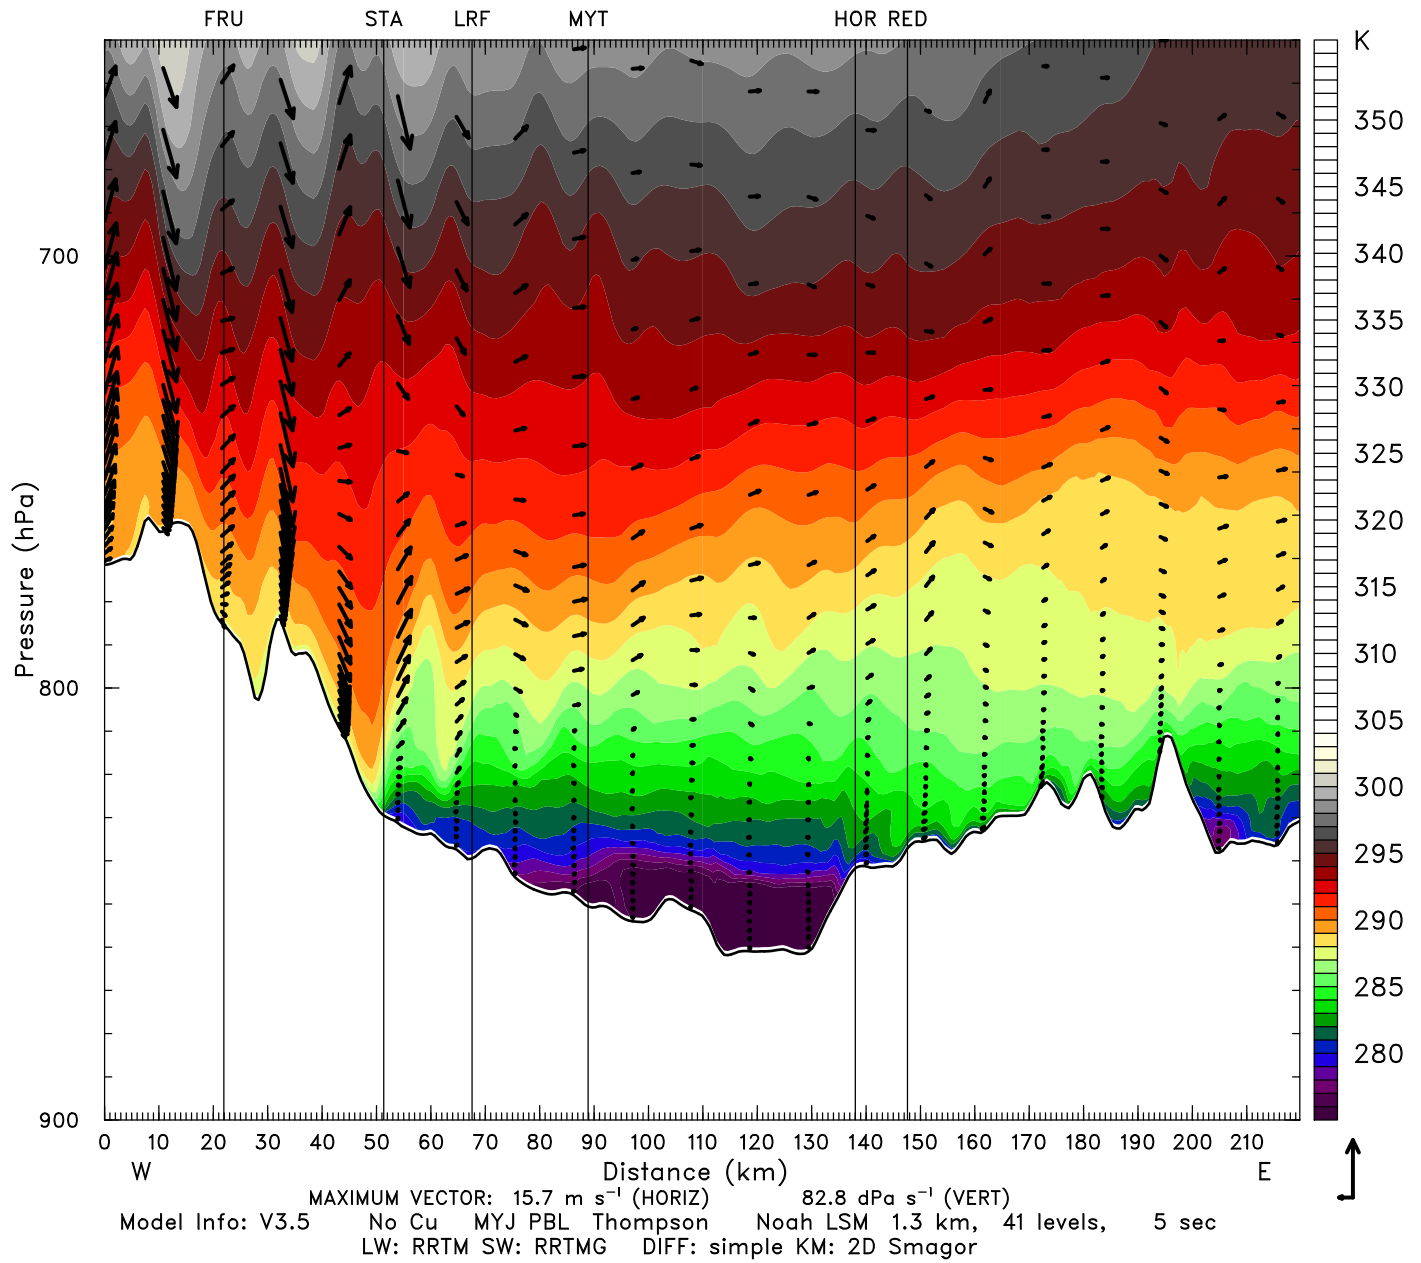 FRU STA LRF MYT HOR RED
K
350
345
340
335
330
325
320
315
310
305
300
295
290
285
280
Pressure (hPa)
700
800
900
0 10 20 30 40 50 60 70 80 90 100 110 120 130 140 150 160 170 180 190 200 210
W Distance (km) E
MAXIMUM VECTOR: 15.7 m s⁻¹ (HORIZ) 82.8 dPa s⁻¹ (VERT)
Model Info: V3.5 No Cu MYJ PBL Thompson Noah LSM 1.3 km, 41 levels, 5 sec
LW: RRTM SW: RRTMG DIFF: simple KM: 2D Smagor